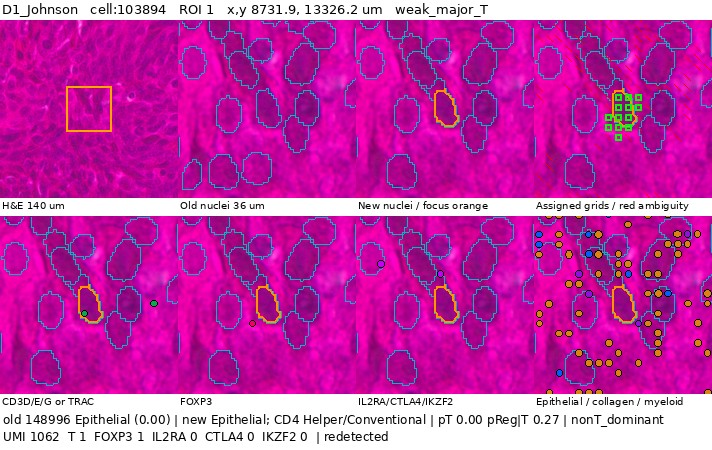 D1_Johnson   cell:103894   ROI 1   x,y 8731.9, 13326.2 um   weak_major_T
H&E 140 um
Old nuclei 36 um
New nuclei / focus orange
Assigned grids / red ambiguity
CD3D/E/G or TRAC
FOXP3
IL2RA/CTLA4/IKZF2
Epithelial / collagen / myeloid
old 148996 Epithelial (0.00) | new Epithelial; CD4 Helper/Conventional | pT 0.00 pReg|T 0.27 | nonT_dominant
UMI 1062  T 1  FOXP3 1  IL2RA 0  CTLA4 0  IKZF2 0  | redetected